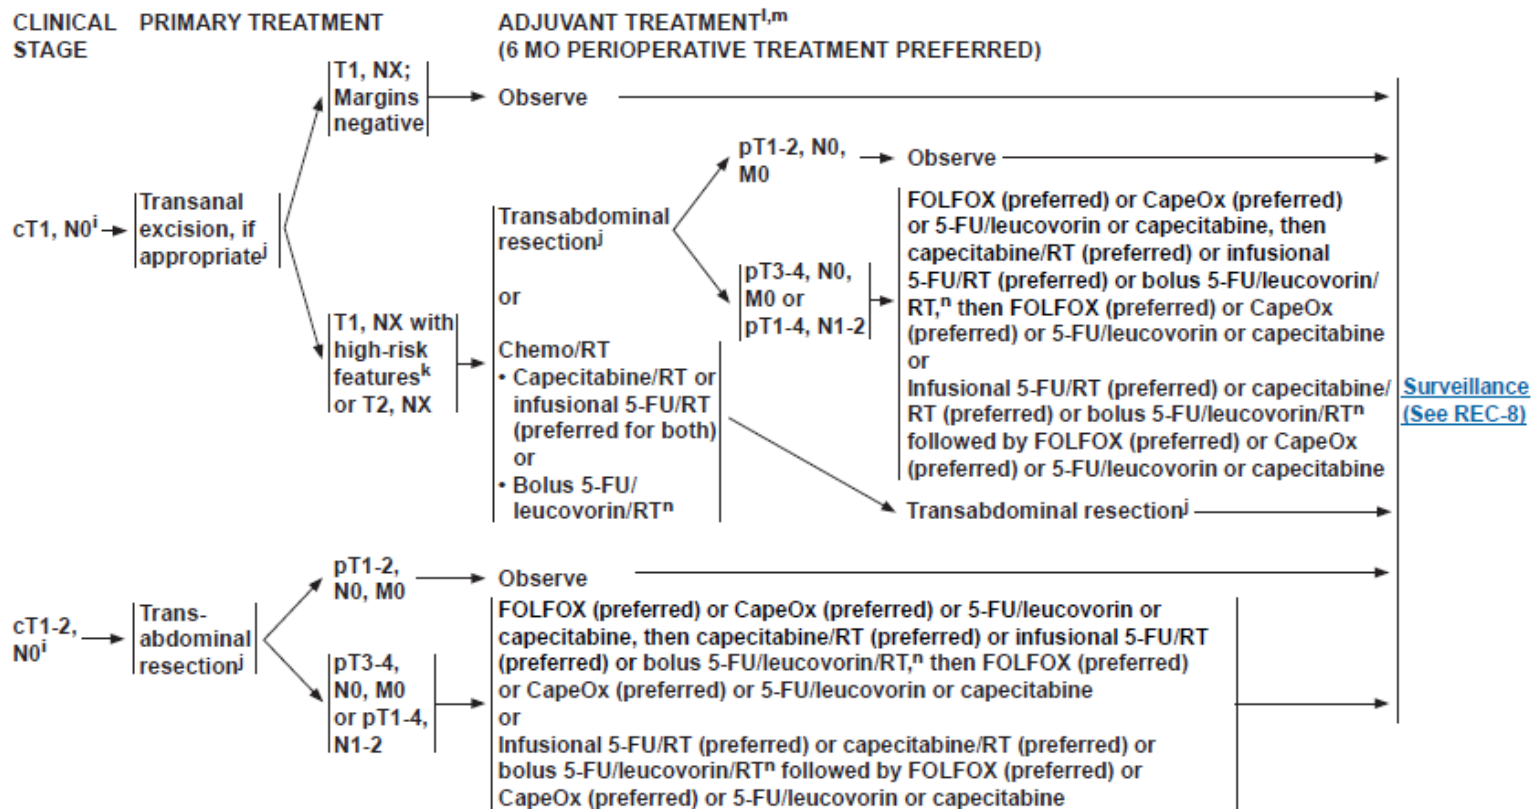 CLINICAL STAGE
PRIMARY TREATMENT
ADJUVANT TREATMENTl,m
(6 MO PERIOPERATIVE TREATMENT PREFERRED)
cT1, N0i
Transanal
excision, if
appropriatej
T1, NX;
Margins
negative
Observe
T1, NX with
high-risk
featuresk
or T2, NX
Transabdominal
resectionj
or
Chemo/RT
• Capecitabine/RT or
infusional 5-FU/RT
(preferred for both)
or
• Bolus 5-FU/
leucovorin/RTn
pT1-2, N0,
M0
Observe
pT3-4, N0,
M0 or
pT1-4, N1-2
FOLFOX (preferred) or CapeOx (preferred)
or 5-FU/leucovorin or capecitabine, then
capecitabine/RT (preferred) or infusional
5-FU/RT (preferred) or bolus 5-FU/leucovorin/
RT,n then FOLFOX (preferred) or CapeOx
(preferred) or 5-FU/leucovorin or capecitabine
or
Infusional 5-FU/RT (preferred) or capecitabine/
RT (preferred) or bolus 5-FU/leucovorin/RTn
followed by FOLFOX (preferred) or CapeOx
(preferred) or 5-FU/leucovorin or capecitabine
Transabdominal resectionj
Surveillance
(See REC-8)
cT1-2,
N0i
Trans-
abdominal
resectionj
pT1-2,
N0, M0
Observe
pT3-4,
N0, M0
or pT1-4,
N1-2
FOLFOX (preferred) or CapeOx (preferred) or 5-FU/leucovorin or
capecitabine, then capecitabine/RT (preferred) or infusional 5-FU/RT
(preferred) or bolus 5-FU/leucovorin/RT,n then FOLFOX (preferred)
or CapeOx (preferred) or 5-FU/leucovorin or capecitabine
or
Infusional 5-FU/RT (preferred) or capecitabine/RT (preferred) or
bolus 5-FU/leucovorin/RTn followed by FOLFOX (preferred) or
CapeOx (preferred) or 5-FU/leucovorin or capecitabine